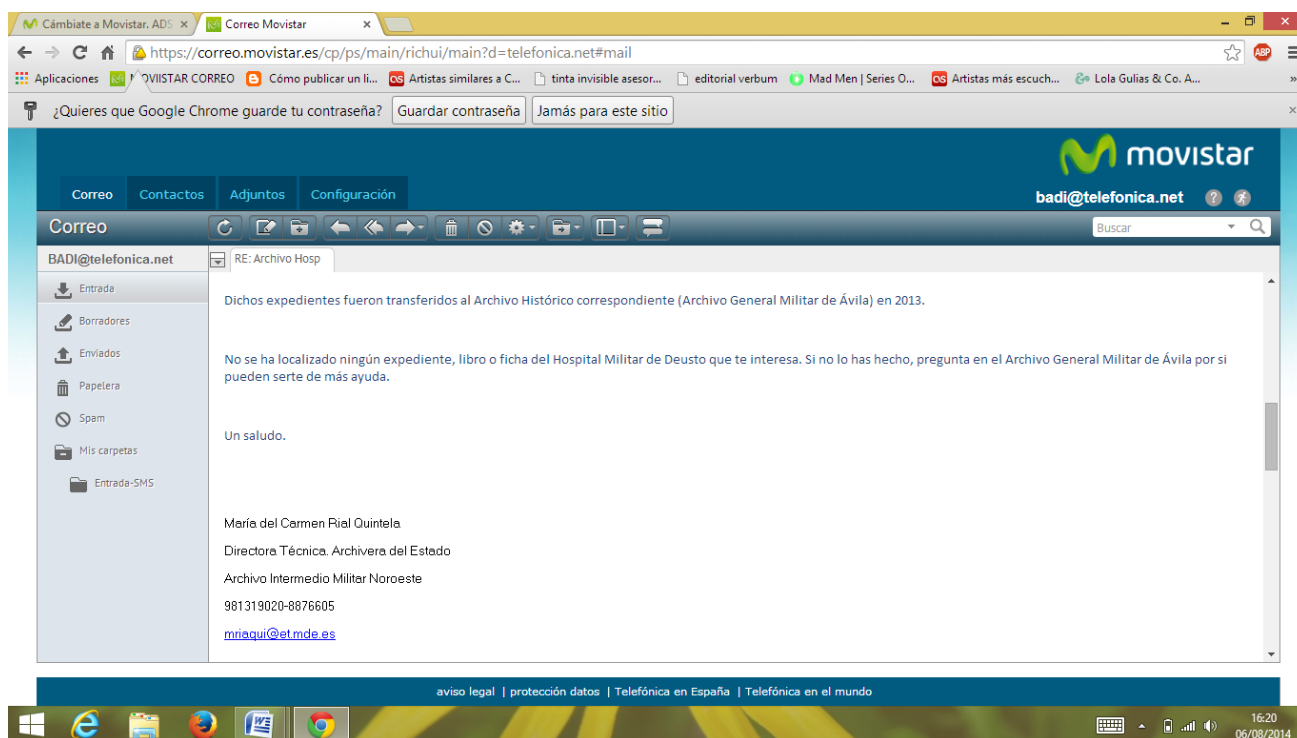 Cámbiate a Movistar. ADS
Correo Movistar
https://correo.movistar.es/cp/ps/main/richui/main?d=telefonica.net#mail
ABP
Aplicaciones
OVIISTAR CORREO
Cómo publicar un li...
Artistas similares a C...
tinta invisible asesor...
editorial verbum
Mad Men | Series O...
Artistas más escuch...
Lola Gulias & Co. A...
¿Quieres que Google Chrome guarde tu contraseña? Guardar contraseña Jamás para este sitio
movistar
Correo Contactos Adjuntos Configuración
badi@telefonica.net
Correo
Buscar
BADI@telefonica.net
RE: Archivo Hosp
Entrada
Borradores
Enviados
Papelera
Spam
Mis carpetas
Entrada-SMS
Dichos expedientes fueron transferidos al Archivo Histórico correspondiente (Archivo General Militar de Ávila) en 2013.
No se ha localizado ningún expediente, libro o ficha del Hospital Militar de Deusto que te interesa. Si no lo has hecho, pregunta en el Archivo General Militar de Ávila por si
pueden serte de más ayuda.
Un saludo.
María del Carmen Rial Quintela
Directora Técnica. Archivera del Estado
Archivo Intermedio Militar Noroeste
981319020-8876605
mriaqui@et.mde.es
aviso legal | protección datos | Telefónica en España | Telefónica en el mundo
16:20
06/08/2014